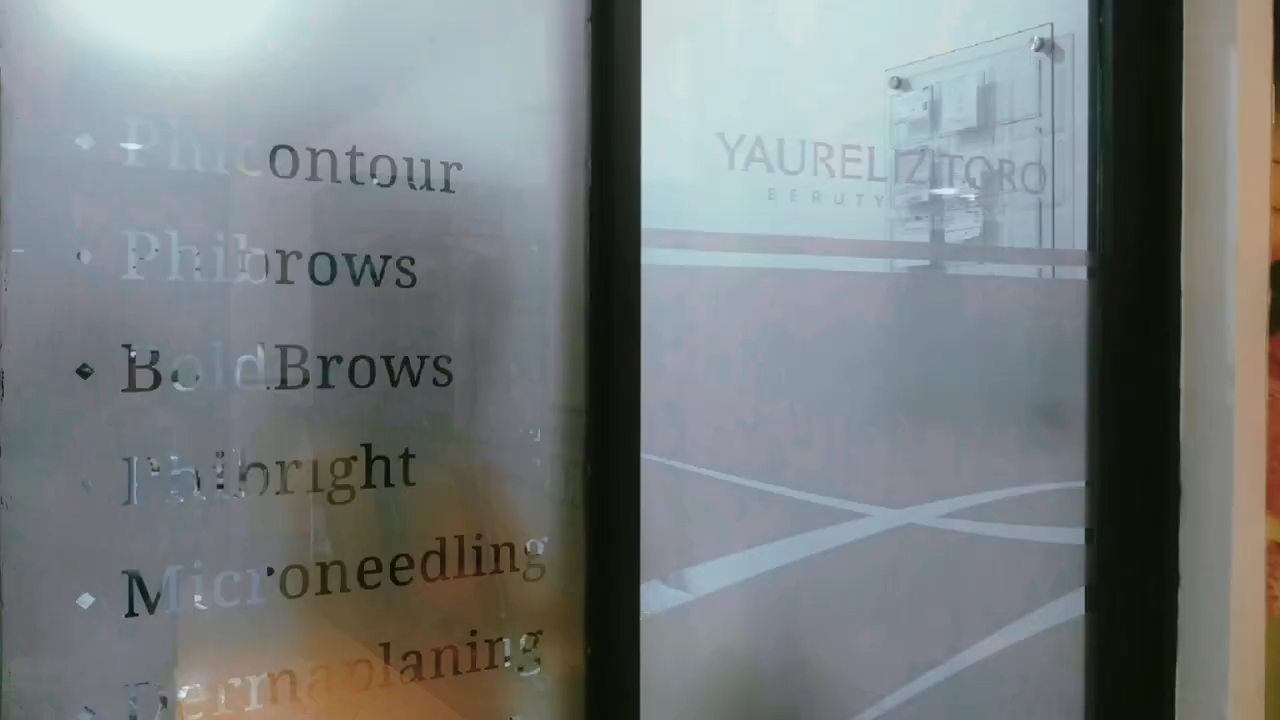 Phicontour
Phibrows
BoldBrows
Phibright
Microneedling
Dermaplaning
YAURELIZ TORO
BEAUTY